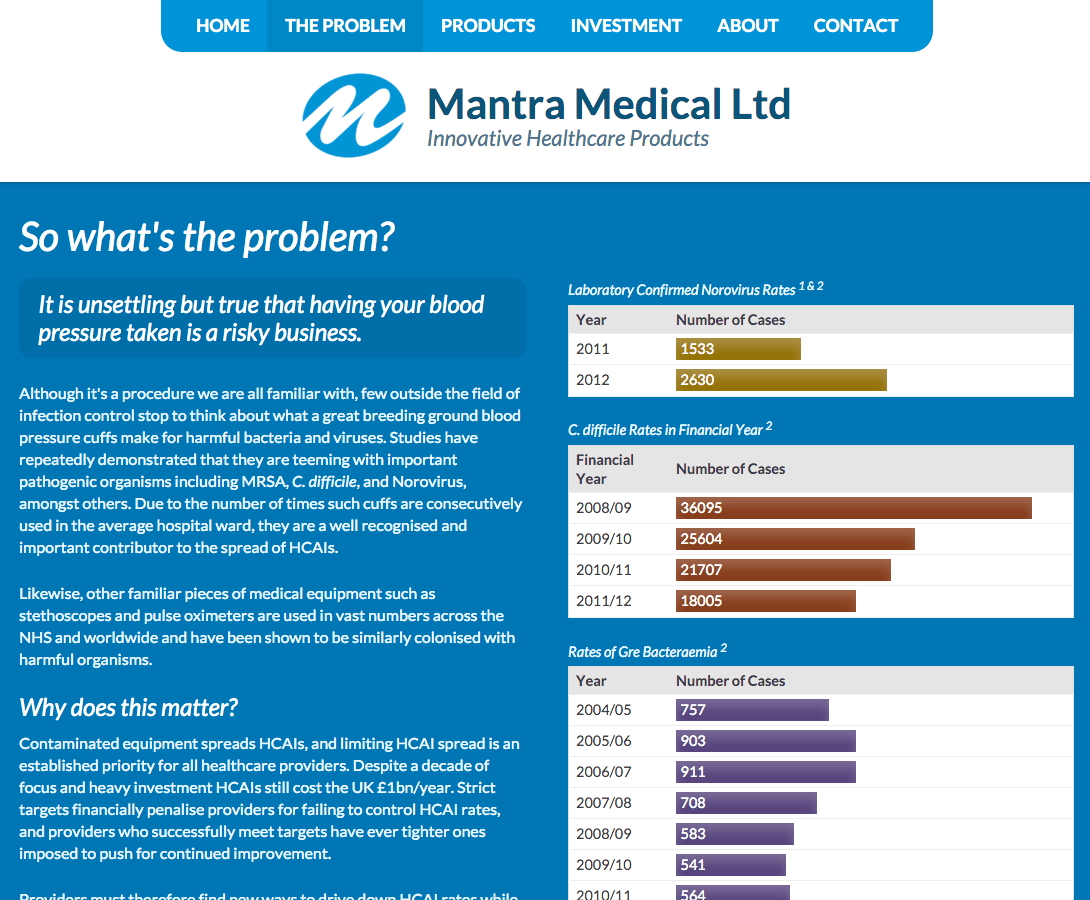 HOME THE PROBLEM PRODUCTS INVESTMENT ABOUT CONTACT
Mantra Medical Ltd
Innovative Healthcare Products
So what's the problem?
It is unsettling but true that having your blood
pressure taken is a risky business.
Although it's a procedure we are all familiar with, few outside the field of
infection control stop to think about what a great breeding ground blood
pressure cuffs make for harmful bacteria and viruses. Studies have
repeatedly demonstrated that they are teeming with important
pathogenic organisms including MRSA, C. difficile, and Norovirus,
amongst others. Due to the number of times such cuffs are consecutively
used in the average hospital ward, they are a well recognised and
important contributor to the spread of HCAIs.
Likewise, other familiar pieces of medical equipment such as
stethoscopes and pulse oximeters are used in vast numbers across the
NHS and worldwide and have been shown to be similarly colonised with
harmful organisms.
Why does this matter?
Contaminated equipment spreads HCAIs, and limiting HCAI spread is an
established priority for all healthcare providers. Despite a decade of
focus and heavy investment HCAIs still cost the UK £1bn/year. Strict
targets financially penalise providers for failing to control HCAI rates,
and providers who successfully meet targets have ever tighter ones
imposed to push for continued improvement.
Providers must therefore find new ways to drive down HCAI rates while
Laboratory Confirmed Norovirus Rates 1 & 2
Year Number of Cases
2011 1533
2012 2630
C. difficile Rates in Financial Year 2
Financial
Year Number of Cases
2008/09 36095
2009/10 25604
2010/11 21707
2011/12 18005
Rates of Gre Bacteraemia 2
Year Number of Cases
2004/05 757
2005/06 903
2006/07 911
2007/08 708
2008/09 583
2009/10 541
2010/11 564